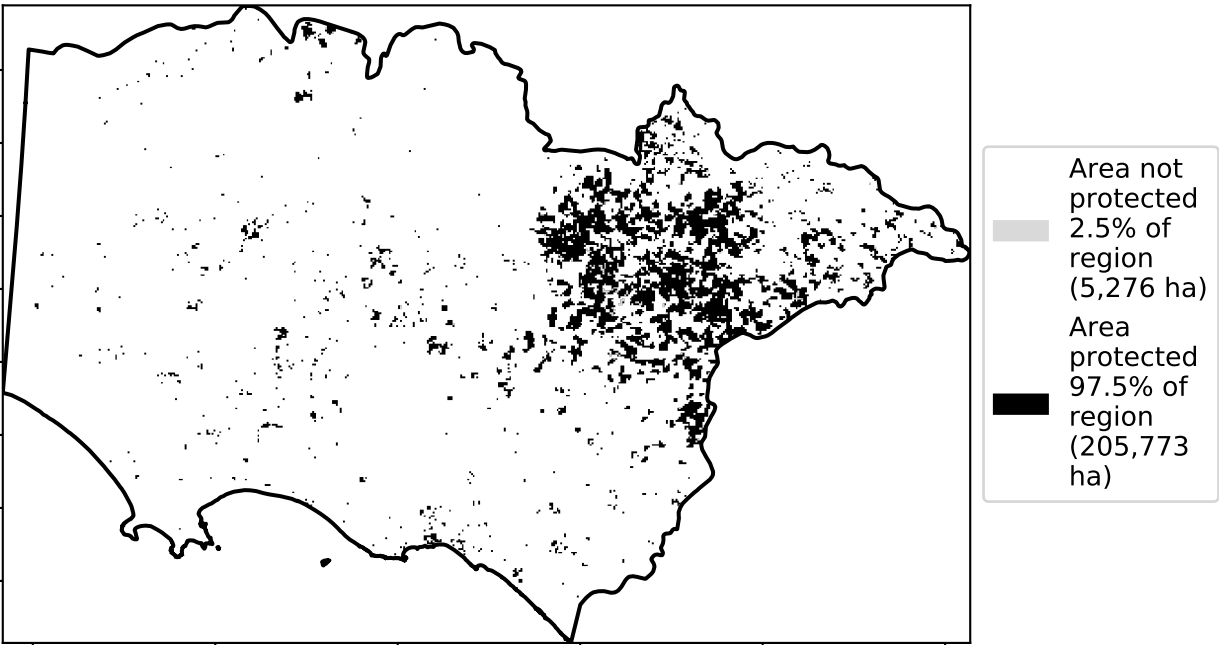 Area not
protected
2.5% of
region
(5,276 ha)
Area
protected
97.5% of
region
(205,773
ha)